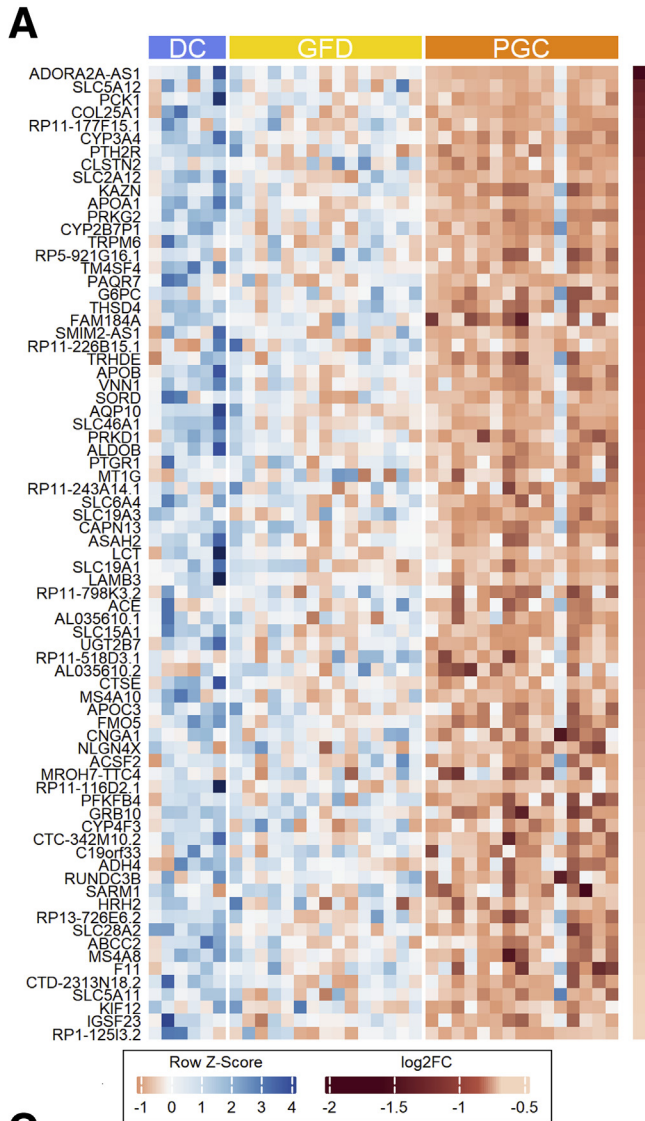 A
DC GFD PGC
ADORA2A-AS1
SLC5A12
PCK1
COL25A1
RP11-177F15.1
CYP3A4
PTH2R
CLSTN2
SLC2A12
KAZN
APOA1
PRKG2
CYP2B7P1
TRPM6
RP5-921G16.1
TM4SF4
PAQR7
G6PC
THSD4
FAM184A
SMIM2-AS1
RP11-226B15.1
TRHDE
APOB
VNN1
SORD
AQP10
SLC46A1
PRKD1
ALDOB
PTGR1
MT1G
RP11-243A14.1
SLC6A4
SLC19A3
CAPN13
ASAH2
LCT
SLC19A1
LAMB3
RP11-798K3.2
ACE
AL035610.1
SLC15A1
UGT2B7
RP11-518D3.1
AL035610.2
CTSE
MS4A10
APOC3
FMO5
CNGA1
NLGN4X
ACSF2
MROH7-TTC4
RP11-116D2.1
PFKFB4
GRB10
CYP4F3
CTC-342M10.2
C19orf33
ADH4
RUNDC3B
SARM1
HRH2
RP13-726E6.2
SLC28A2
ABCC2
MS4A8
F11
CTD-2313N18.2
SLC5A11
KIF12
IGSF23
RP1-125I3.2
Row Z-Score log2FC
-1 0 1 2 3 4 -2 -1.5 -1 -0.5